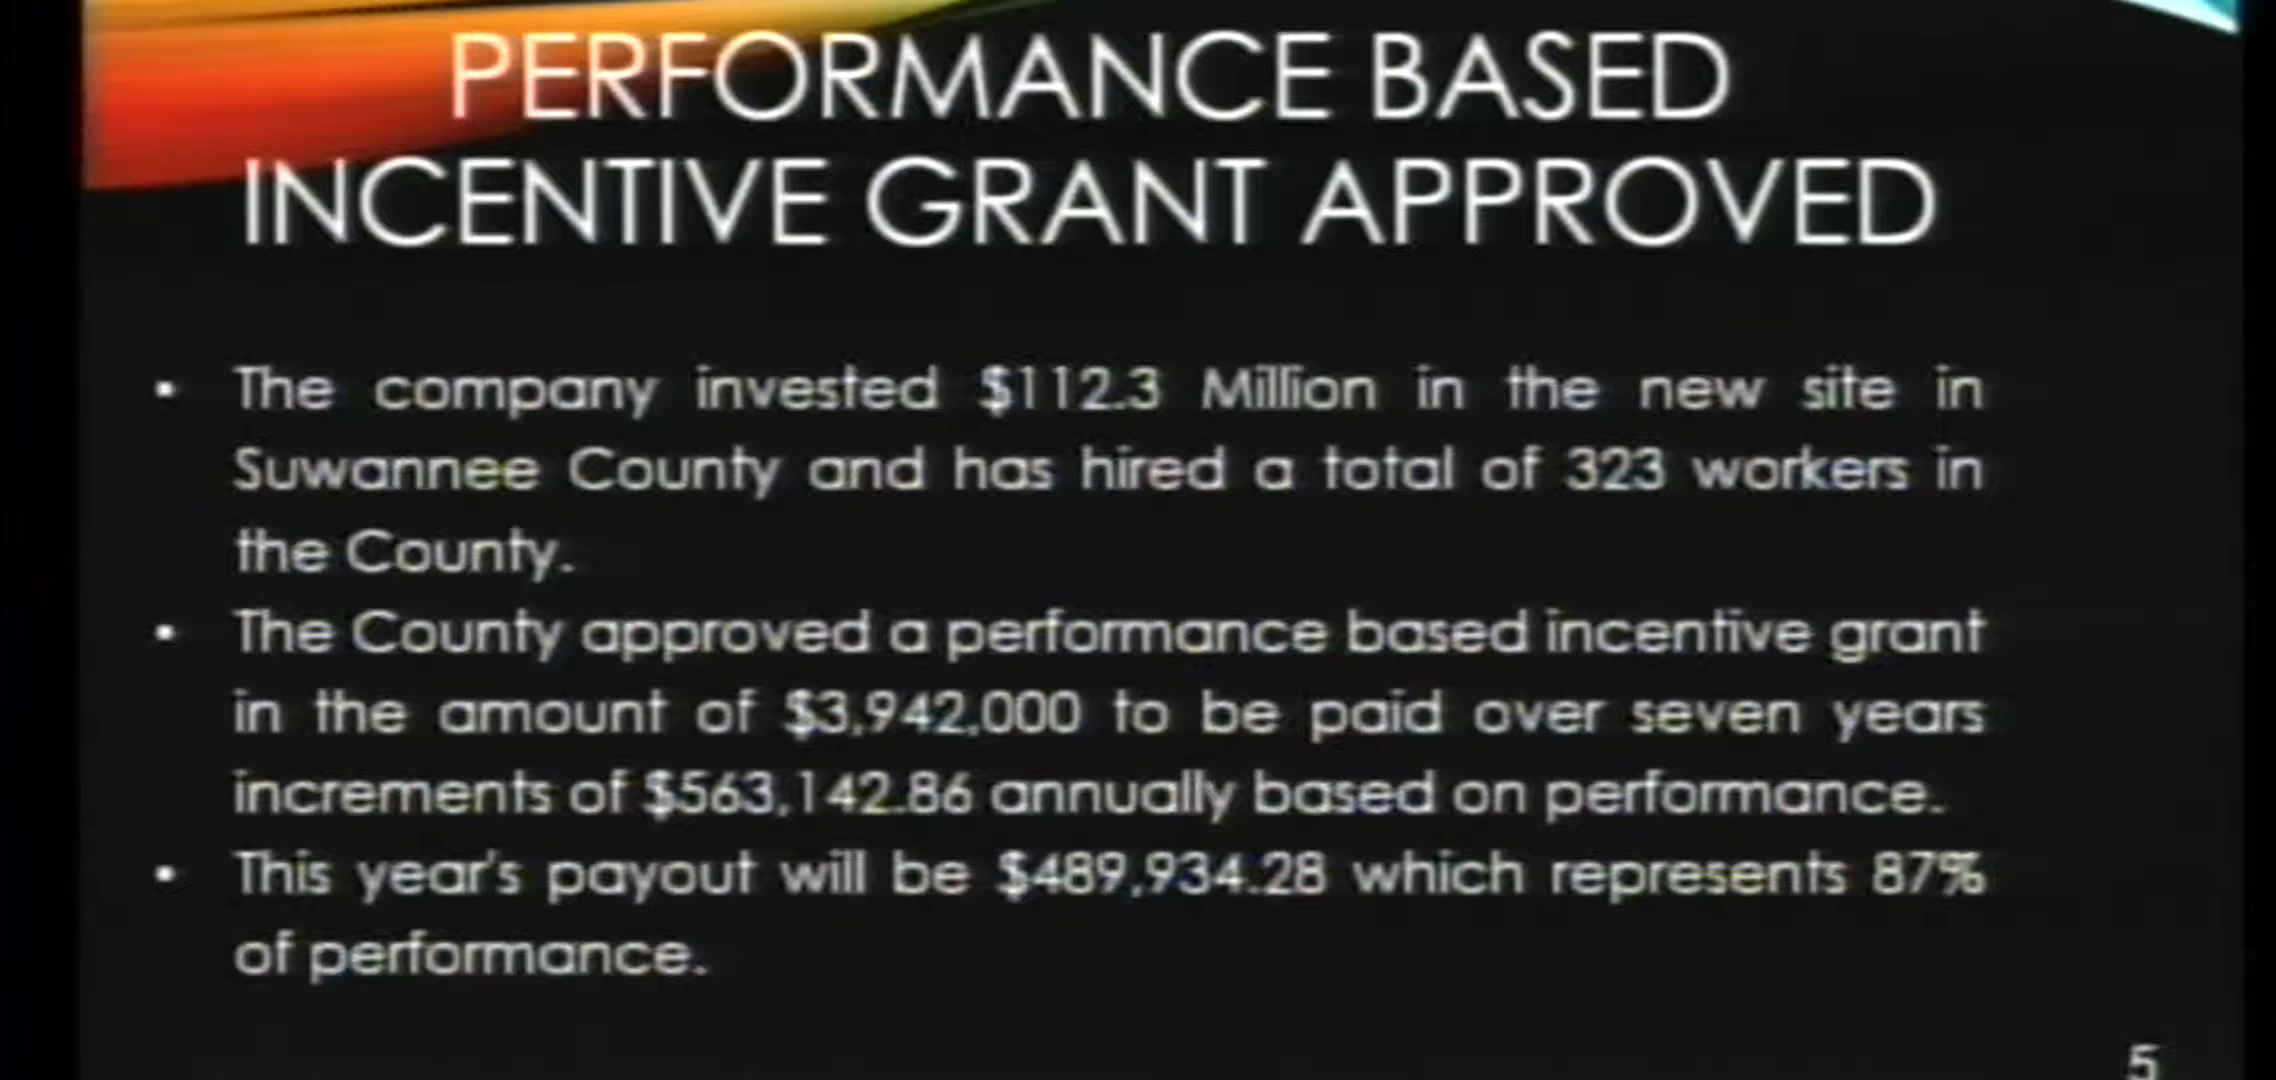 PERFORMANCE BASED
INCENTIVE GRANT APPROVED
• The company invested $112.3 Million in the new site in
Suwannee County and has hired a total of 323 workers in
the County.
• The County approved a performance based incentive grant
in the amount of $3,942,000 to be paid over seven years
increments of $563,142.86 annually based on performance.
• This year's payout will be $489,934.28 which represents 87%
of performance.
5